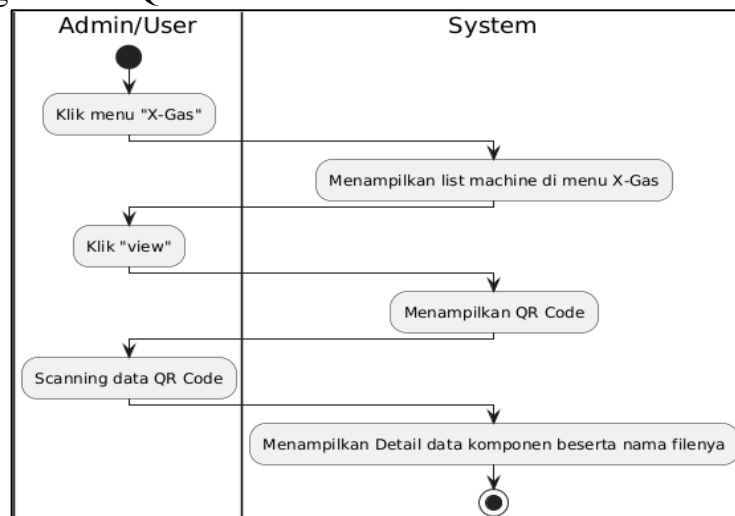 Admin/User
System
Klik menu "X-Gas"
Menampilkan list machine di menu X-Gas
Klik "view"
Menampilkan QR Code
Scanning data QR Code
Menampilkan Detail data komponen beserta nama filenya